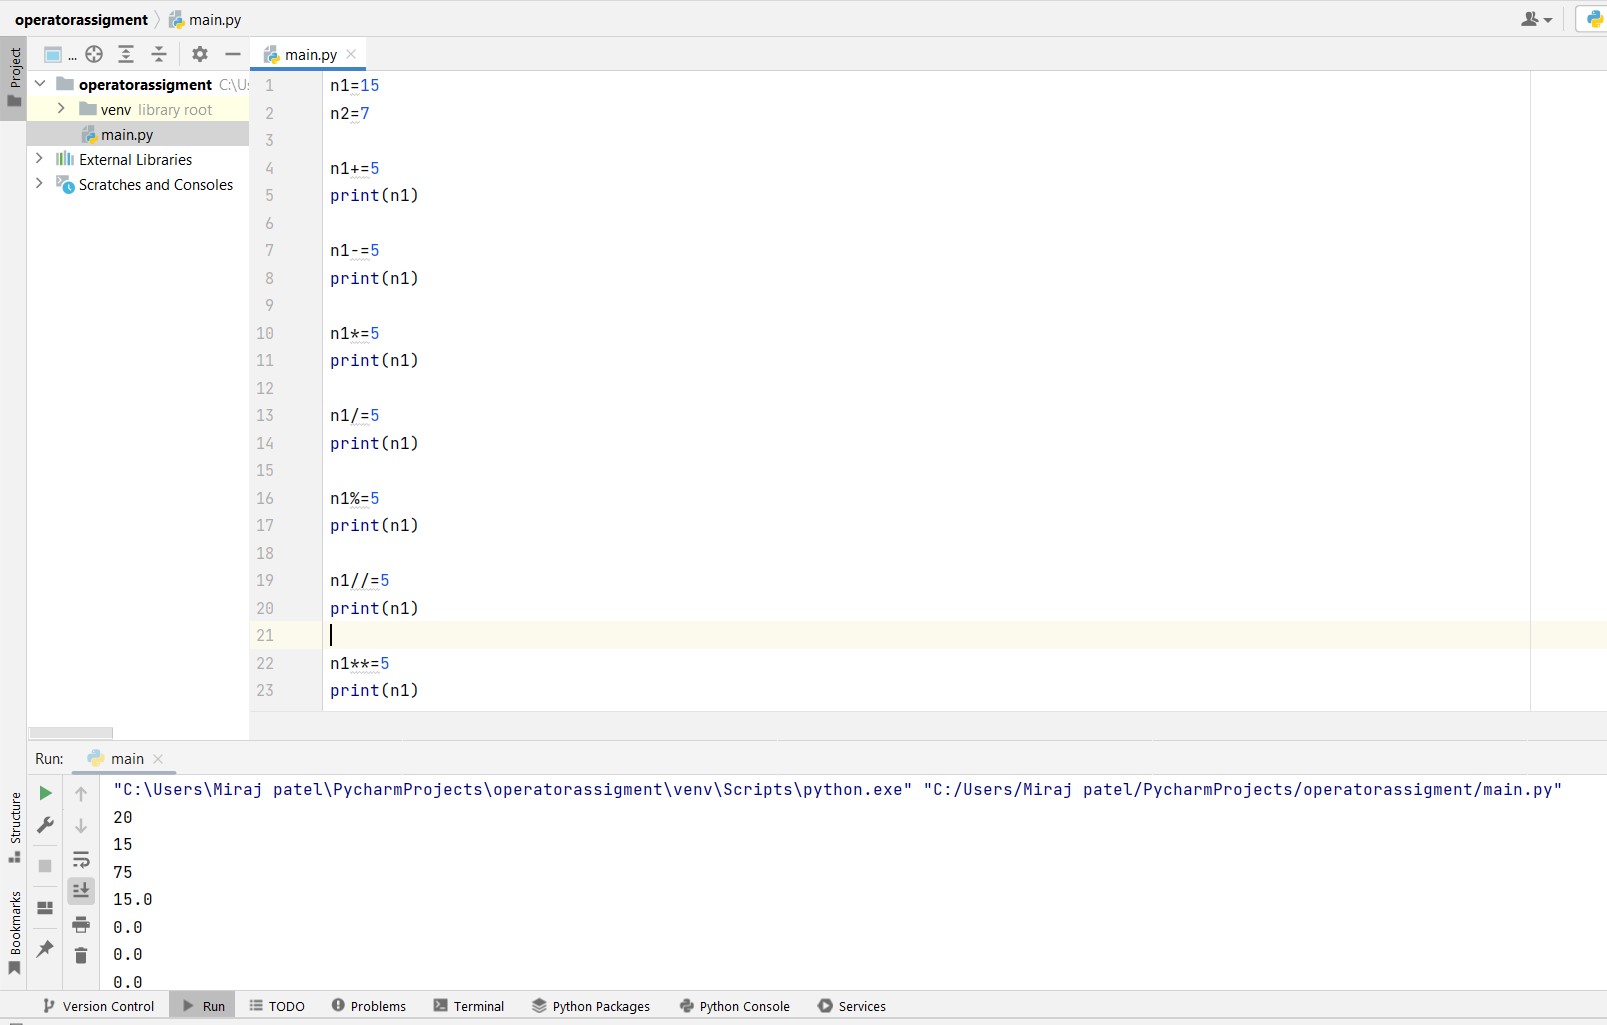 operatorassigment main.py
Project
... main.py
operatorassigment C:\Us
venv library root
main.py
External Libraries
Scratches and Consoles
1 n1=15
2 n2=7
3
4 n1+=5
5 print(n1)
6
7 n1-=5
8 print(n1)
9
10 n1*=5
11 print(n1)
12
13 n1/=5
14 print(n1)
15
16 n1%=5
17 print(n1)
18
19 n1//=5
20 print(n1)
21
22 n1**=5
23 print(n1)
Run: main
"C:\Users\Miraj patel\PycharmProjects\operatorassigment\venv\Scripts\python.exe" "C:/Users/Miraj patel/PycharmProjects/operatorassigment/main.py"
20
15
75
15.0
0.0
0.0
0.0
Structure
Bookmarks
Version Control Run TODO Problems Terminal Python Packages Python Console Services